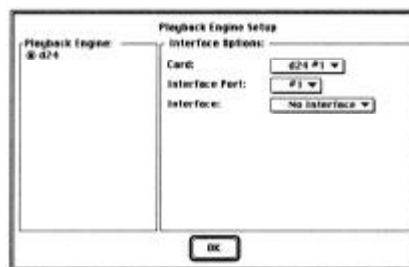 Playback Engine Setup
Playback Engine:
d24
Interface Options:
Card: d24 #1
Interface Port: #1
Interface: No Interface
OK